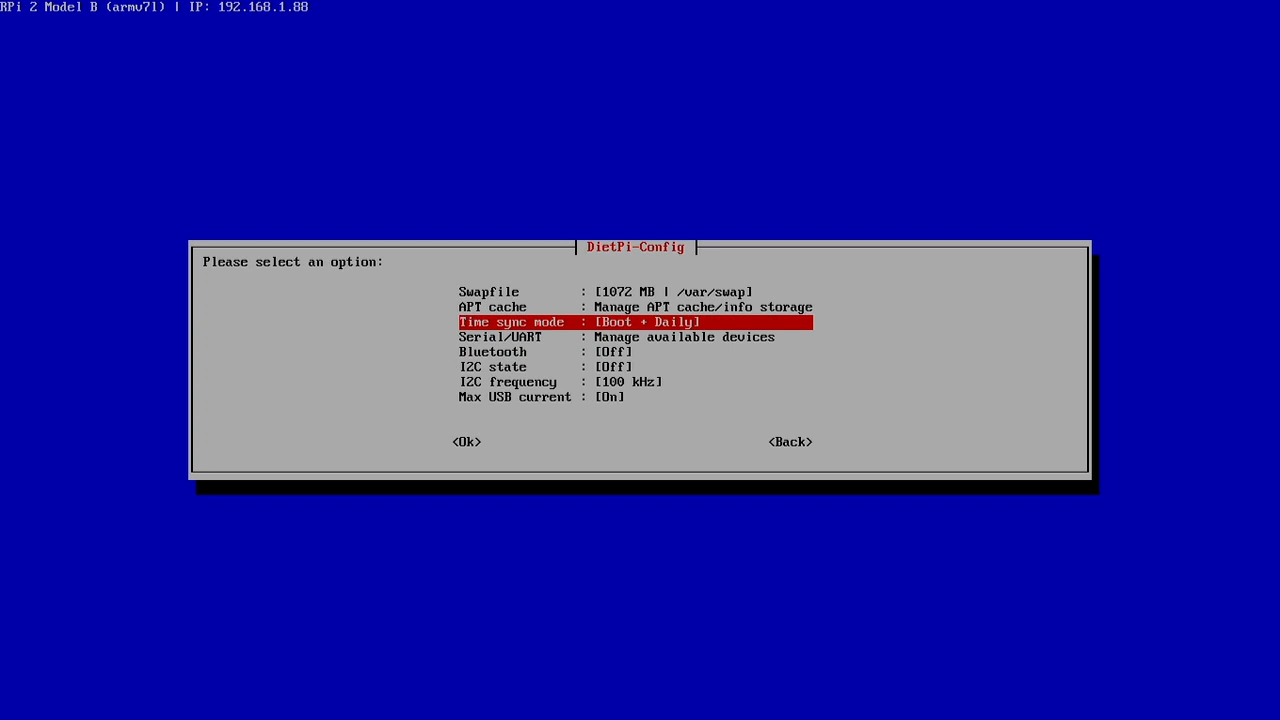 RPi 2 Model B (armv7l) | IP: 192.168.1.88
DietPi-Config
Please select an option:
Swapfile : [1072 MB | /var/swap]
APT cache : Manage APT cache/info storage
Time sync mode : [Boot + Daily]
Serial/UART : Manage available devices
Bluetooth : [Off]
I2C state : [Off]
I2C frequency : [100 kHz]
Max USB current : [On]
<Ok> <Back>